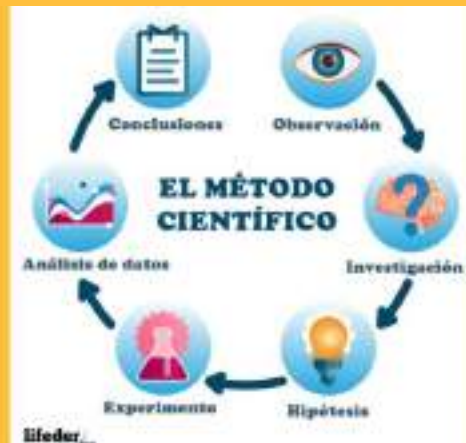 Conclusiones
Observación
EL MÉTODO
CIENTÍFICO
Análisis de datos
Investigación
Experimento
Hipótesis
lifeder